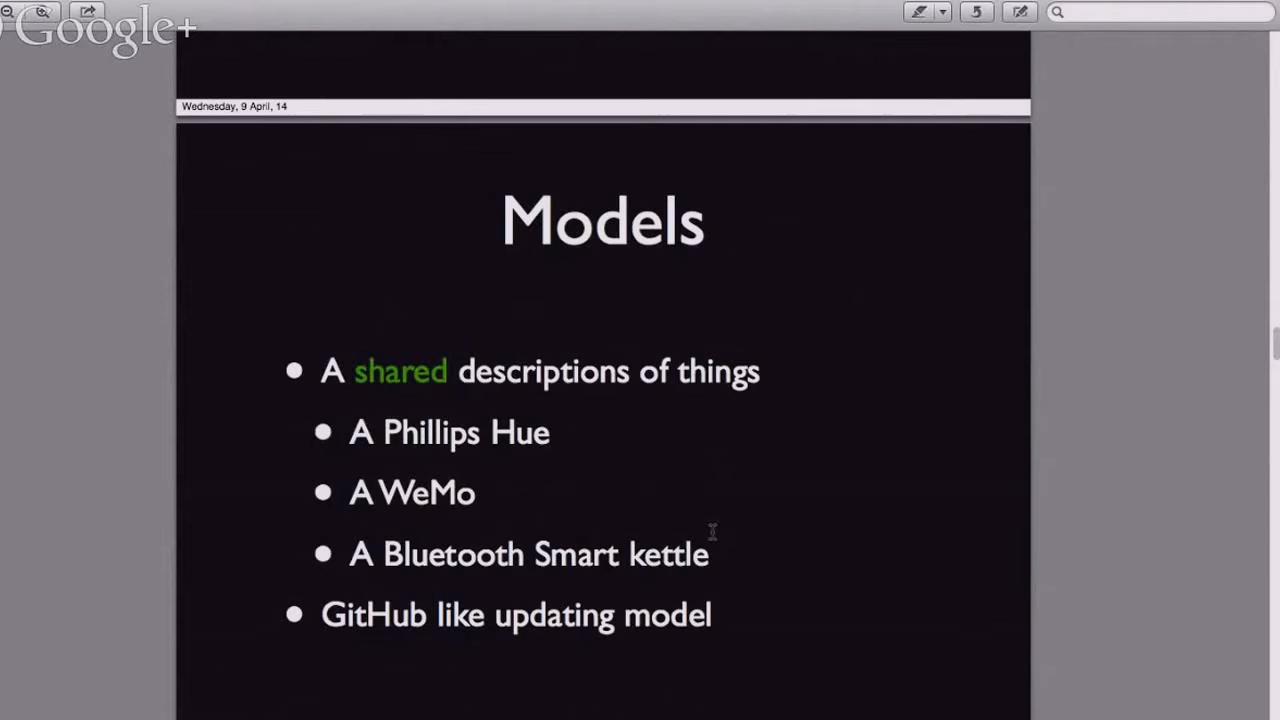 Google+
Wednesday, 9 April, 14
Models
A shared descriptions of things
A Phillips Hue
A WeMo
A Bluetooth Smart kettle
GitHub like updating model